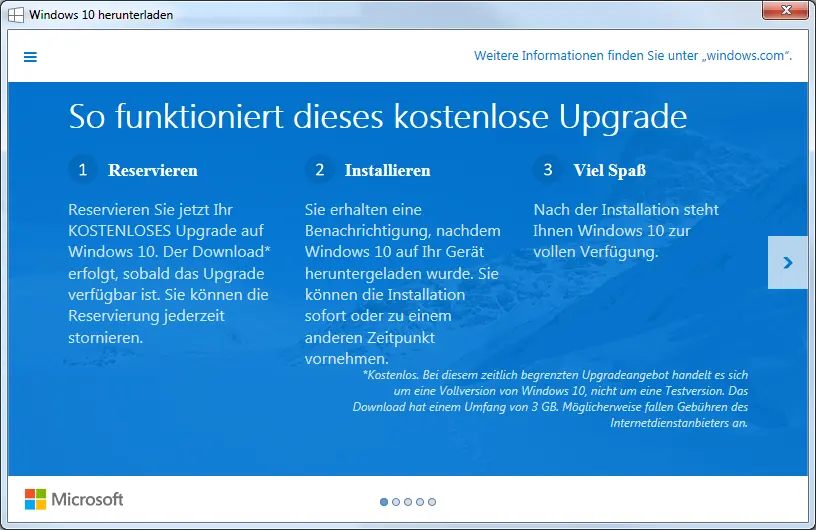 Windows 10 herunterladen
Weitere Informationen finden Sie unter „windows.com“.
So funktioniert dieses kostenlose Upgrade
1 Reservieren
Reservieren Sie jetzt Ihr
KOSTENLOSES Upgrade auf
Windows 10. Der Download*
erfolgt, sobald das Upgrade
verfügbar ist. Sie können die
Reservierung jederzeit
stornieren.
2 Installieren
Sie erhalten eine
Benachrichtigung, nachdem
Windows 10 auf Ihr Gerät
heruntergeladen wurde. Sie
können die Installation
sofort oder zu einem
anderen Zeitpunkt
vornehmen.
3 Viel Spaß
Nach der Installation steht
Ihnen Windows 10 zur
vollen Verfügung.
*Kostenlos. Bei diesem zeitlich begrenzten Upgradeangebot handelt es sich
um eine Vollversion von Windows 10, nicht um eine Testversion. Das
Download hat einem Umfang von 3 GB. Möglicherweise fallen Gebühren des
Internetdienstanbieters an.
Microsoft